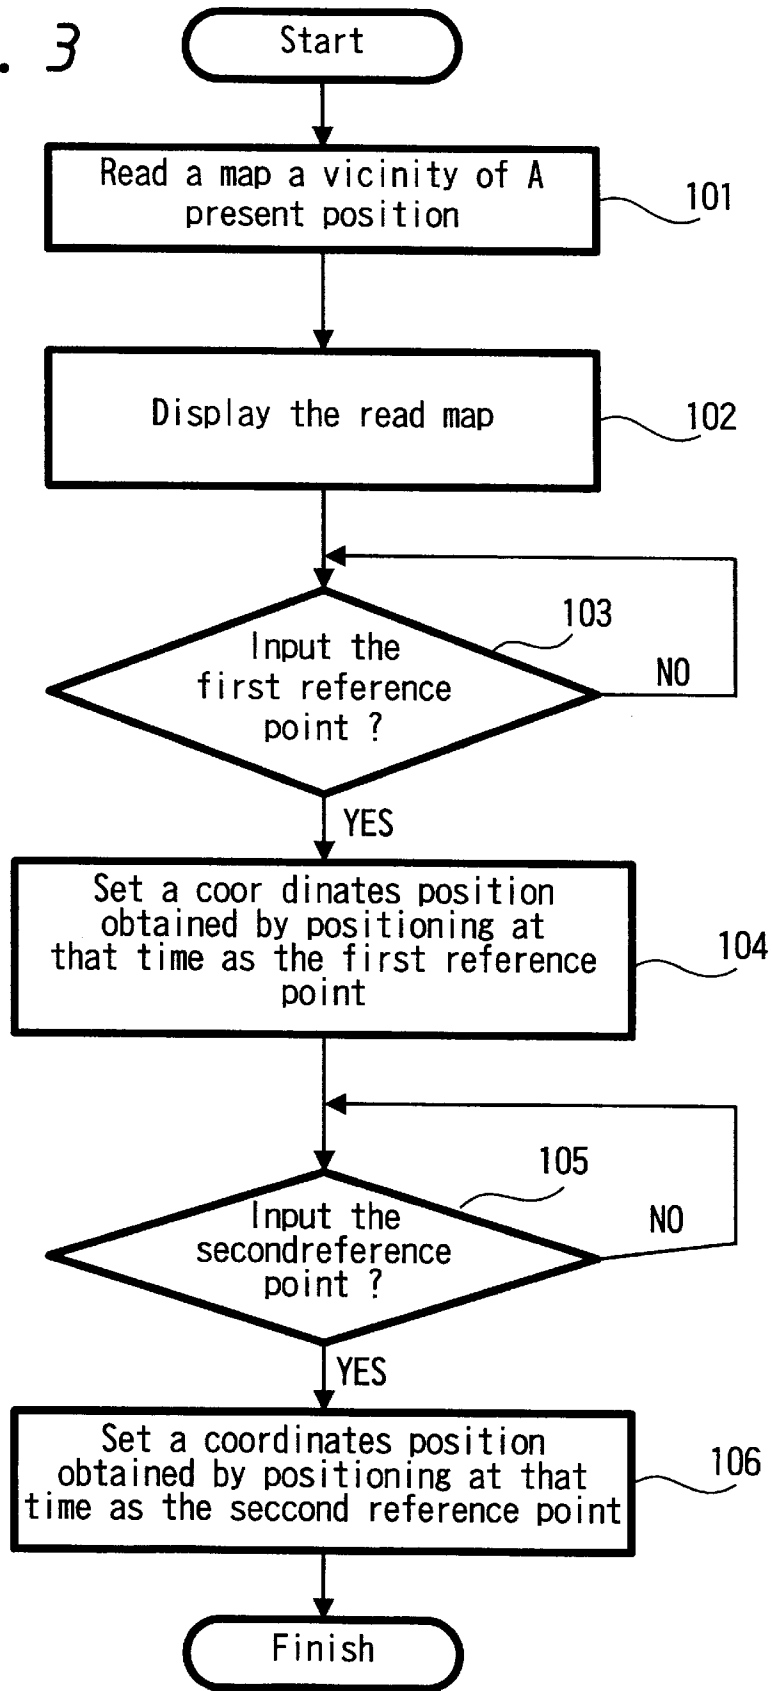 . 3
Start
Read a map a vicinity of A
present position
101
Display the read map
102
103
Input the
first reference
point ?
NO
YES
Set a coor dinates position
obtained by positioning at
that time as the first reference
point
104
105
Input the
secondreference
point ?
NO
YES
Set a coordinates position
obtained by positioning at that
time as the seccond reference point
106
Finish